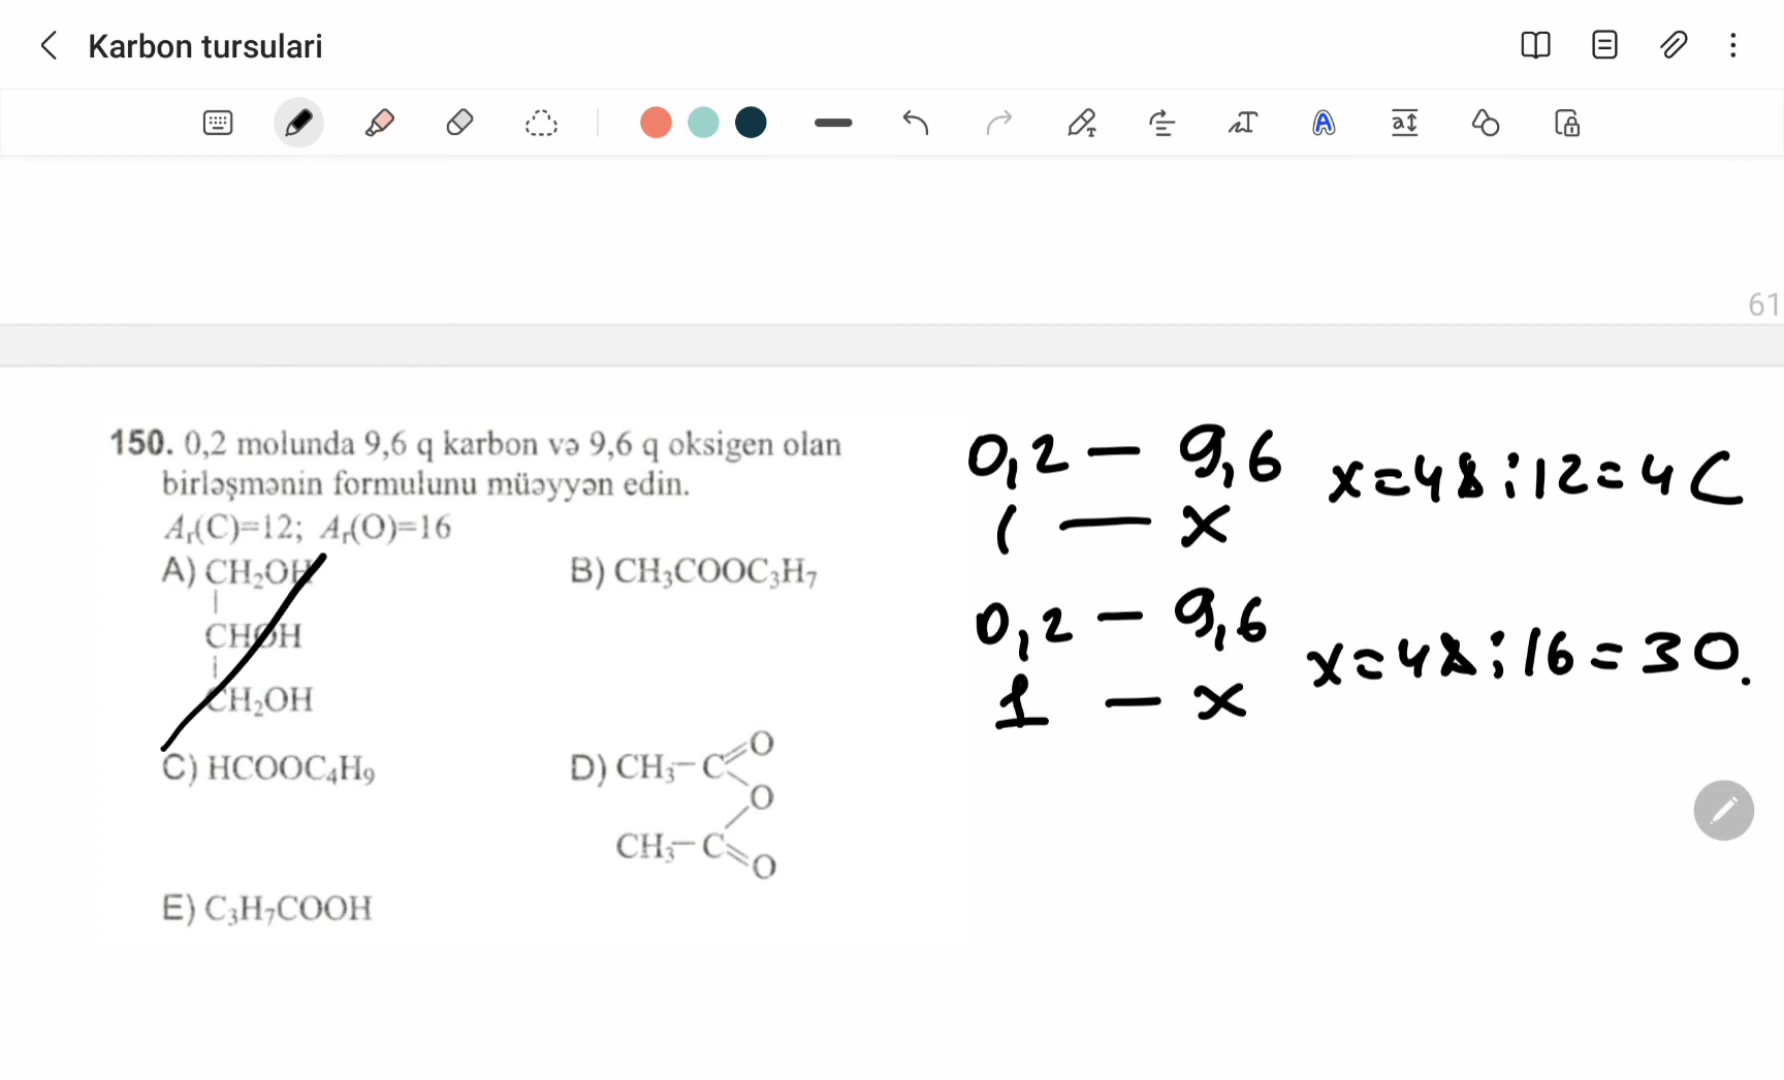 Karbon tursulari
61
150. 0,2 molunda 9,6 q karbon və 9,6 q oksigen olan
birləşmənin formulunu müəyyən edin.
Aᵣ(C)=12; Aᵣ(O)=16
A) CH₂OH
|
CHOH
|
CH₂OH
B) CH₃COOC₃H₇
C) HCOOC₄H₉
D) CH₃–C=O
O
CH₃–C=O
E) C₃H₇COOH
0,2 – 9,6
1 — x
x=48:12=4C
0,2 – 9,6
1 – x
x=48:16=3O.